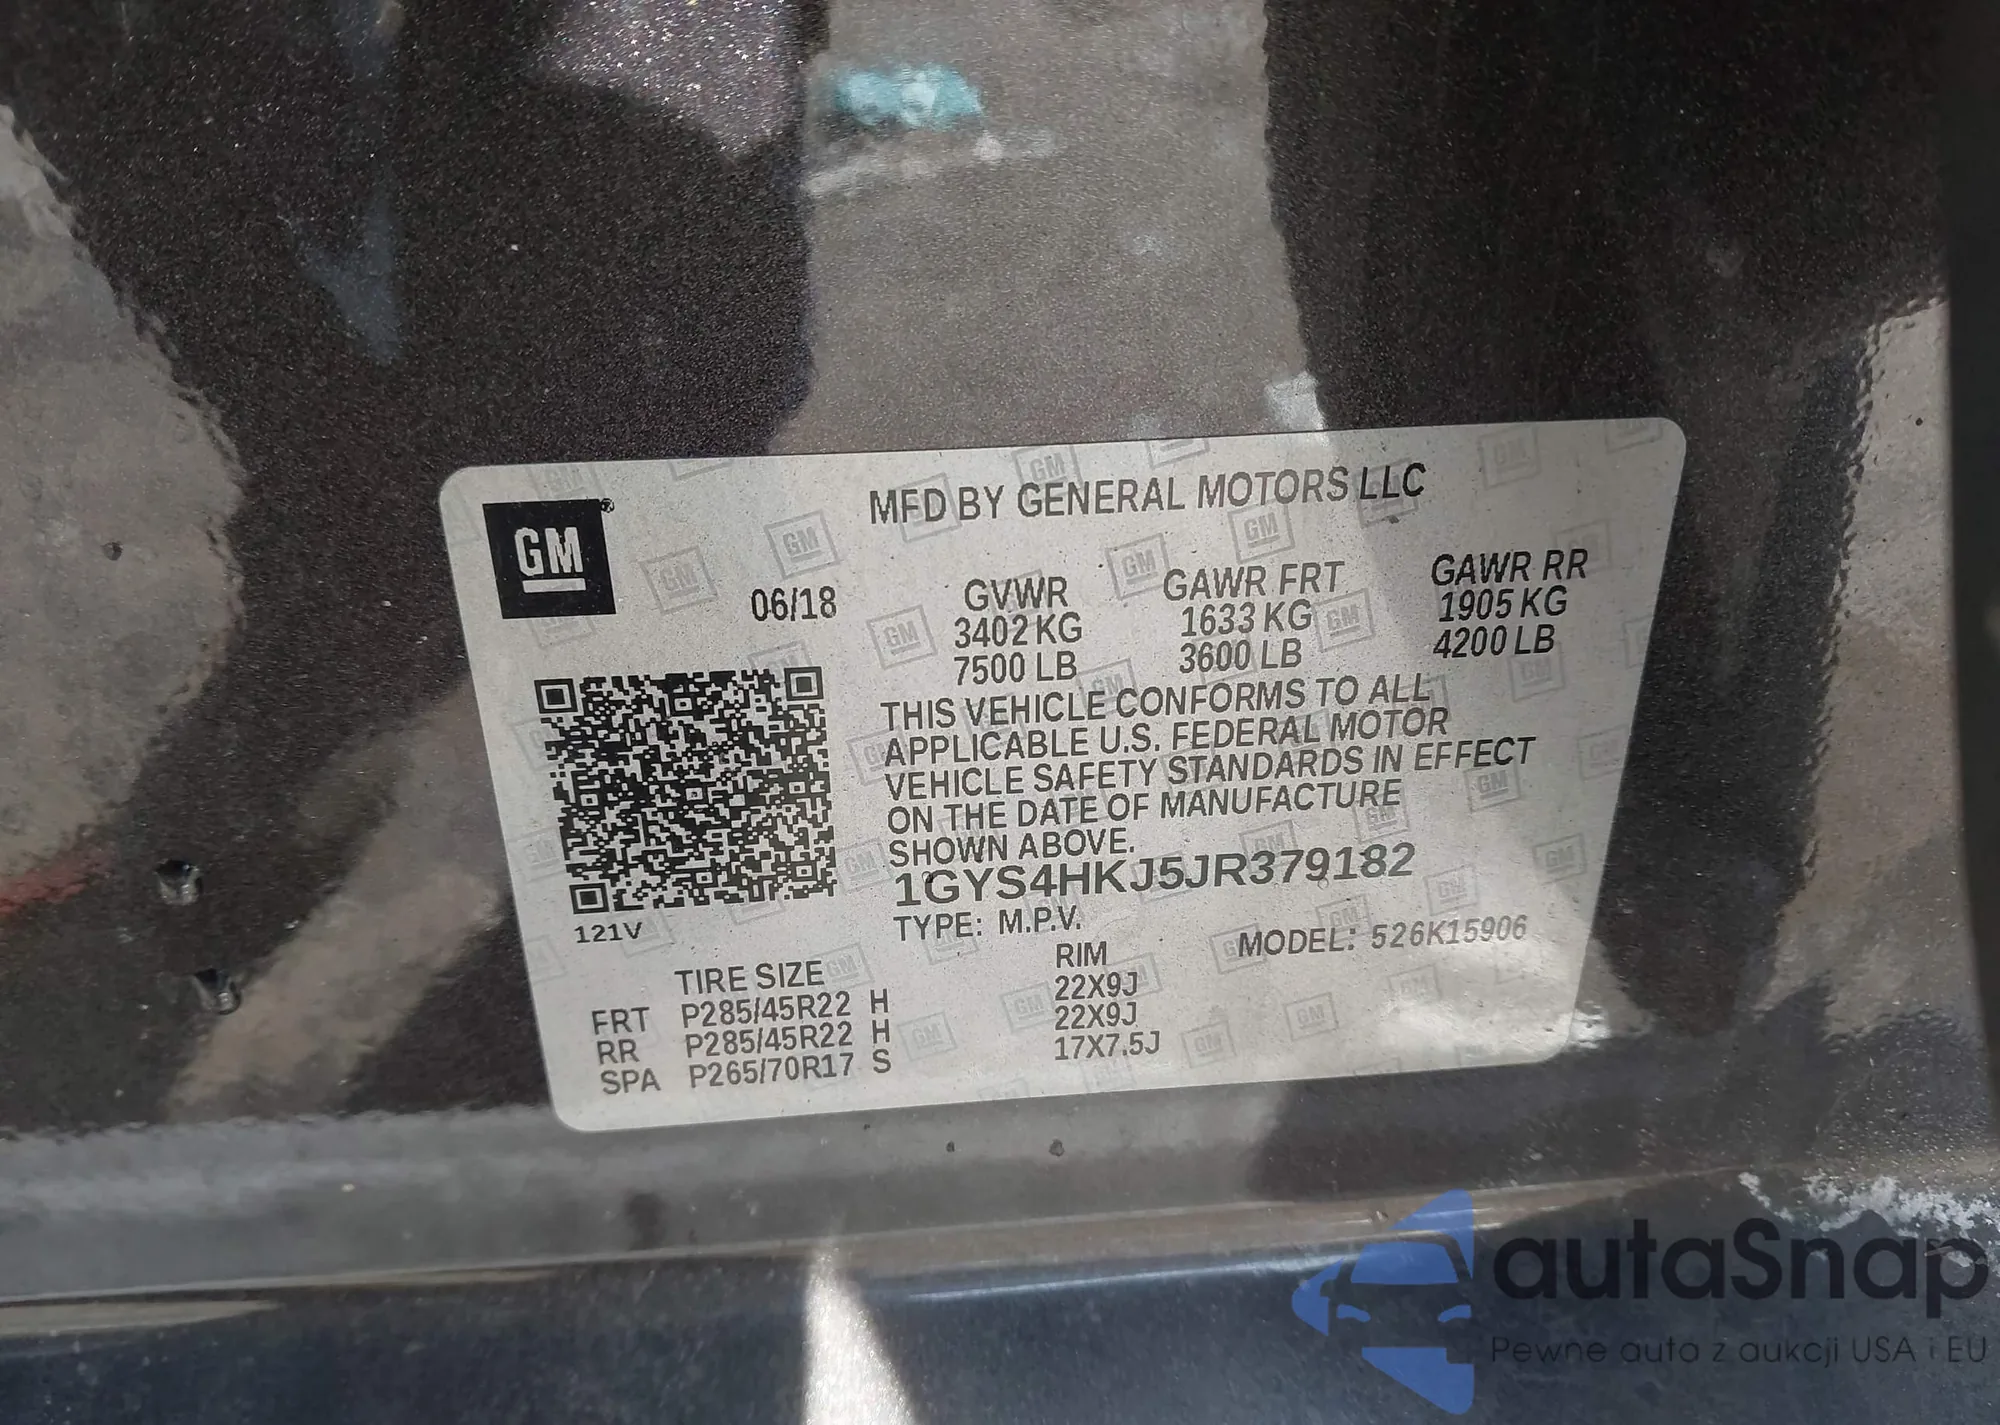 GM
MFD BY GENERAL MOTORS LLC
06/18
GVWR GAWR FRT GAWR RR
3402 KG 1633 KG 1905 KG
7500 LB 3600 LB 4200 LB
THIS VEHICLE CONFORMS TO ALL
APPLICABLE U.S. FEDERAL MOTOR
VEHICLE SAFETY STANDARDS IN EFFECT
ON THE DATE OF MANUFACTURE
SHOWN ABOVE.
1GYS4HKJ5JR379182
121V
TYPE: M.P.V.
MODEL: 526K15906
TIRE SIZE RIM
FRT P285/45R22 H 22X9J
RR P285/45R22 H 22X9J
SPA P265/70R17 S 17X7.5J
autaSnap
Pewne auta z aukcji USA i EU